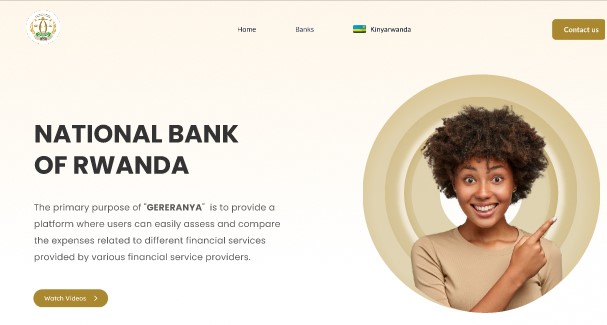 Home
Banks
Kinyarwanda
Contact us
NATIONAL BANK
OF RWANDA
The primary purpose of "GERERANYA" is to provide a
platform where users can easily assess and compare
the expenses related to different financial services
provided by various financial service providers.
Watch Videos